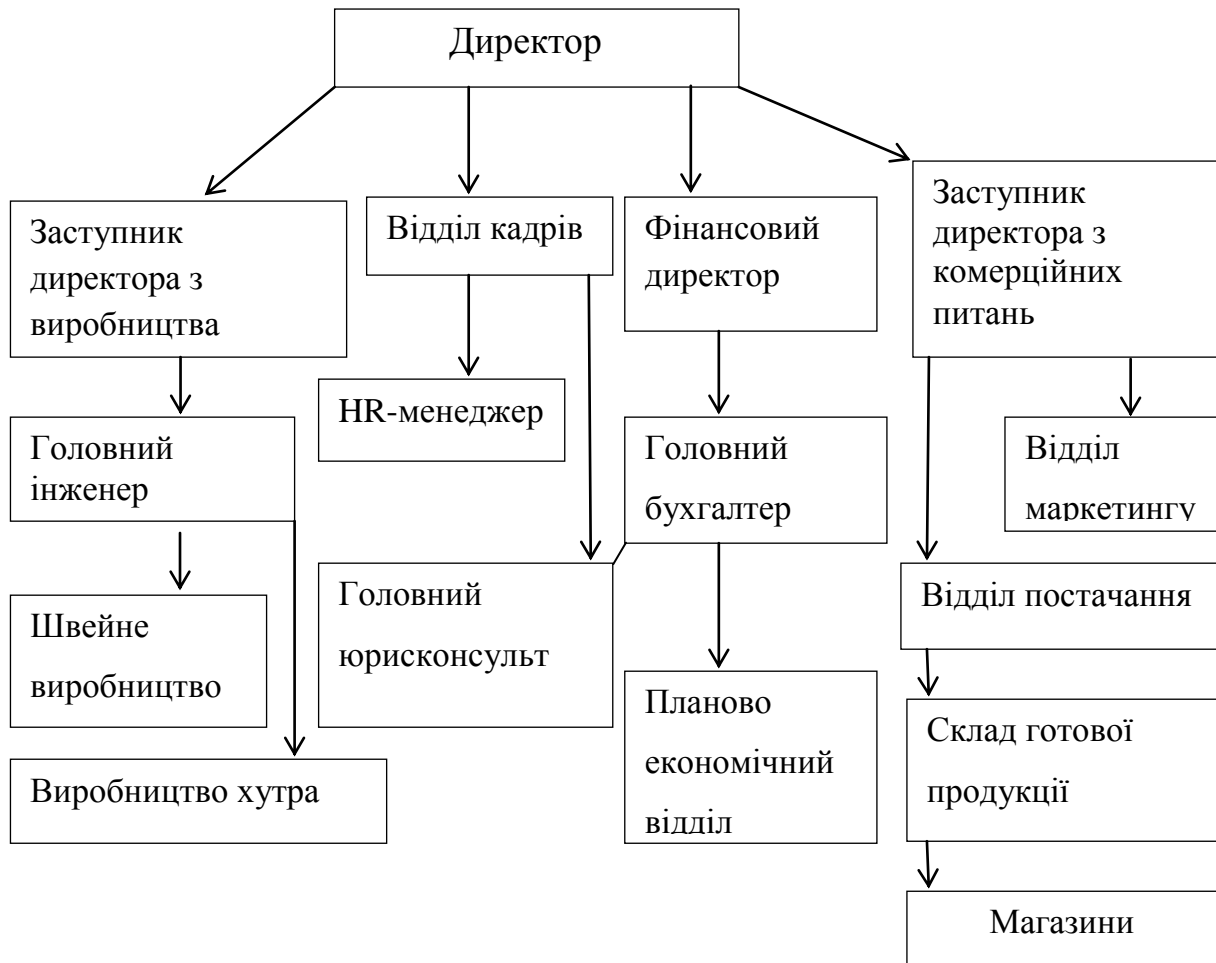 Директор
Заступник
директора з
виробництва
Відділ кадрів
Фінансовий
директор
Заступник
директора з
комерційних
питань
HR-менеджер
Головний
інженер
Головний
бухгалтер
Відділ
маркетингу
Головний
юрисконсульт
Відділ постачання
Швейне
виробництво
Планово
економічний
відділ
Склад готової
продукції
Виробництво хутра
Магазини